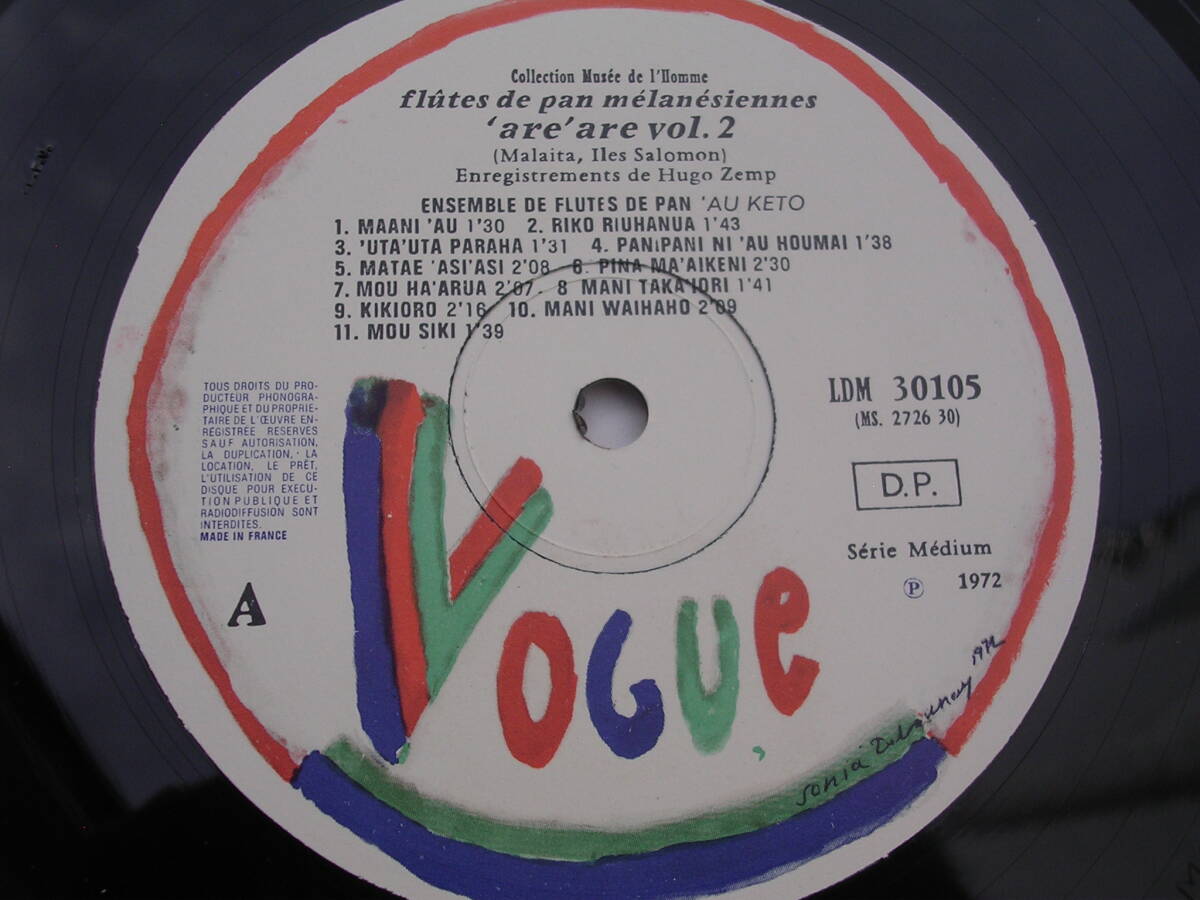 Collection Musée de l'Homme
flûtes de pan mélanésiennes
'are'are vol. 2
(Malaita, Iles Salomon)
Enregistrements de Hugo Zemp
ENSEMBLE DE FLUTES DE PAN 'AU KETO
1. MAANI 'AU 1'30 2. RIKO RIUHANUA 1'43
3. 'UTA'UTA PARAHA 1'31 4. PANiPANI NI 'AU HOUMAI 1'38
5. MATAE 'ASI'ASI 2'08 6. PINA MA'AIKENI 2'30
7. MOU HA'ARUA 2'07. 8 MANI TAKA'IORI 1'41
9. KIKIORO 2'16 10. MANI WAIHAHO 2'09
11. MOU SIKI 1'39
LDM 30105
(MS. 2726 30)
D.P.
Série Médium
℗ 1972
TOUS DROITS DU PRO-
DUCTEUR PHONOGRA-
PHIQUE ET DU PROPRIE-
TAIRE DE L'ŒUVRE EN-
REGISTREE RESERVES
SAUF AUTORISATION,
LA DUPLICATION, LA
LOCATION, LE PRÊT,
L'UTILISATION DE CE
DISQUE POUR EXECU-
TION PUBLIQUE ET
RADIODIFFUSION SONT
INTERDITES.
MADE IN FRANCE
A
VOGUE
sonia Delaunay 1972